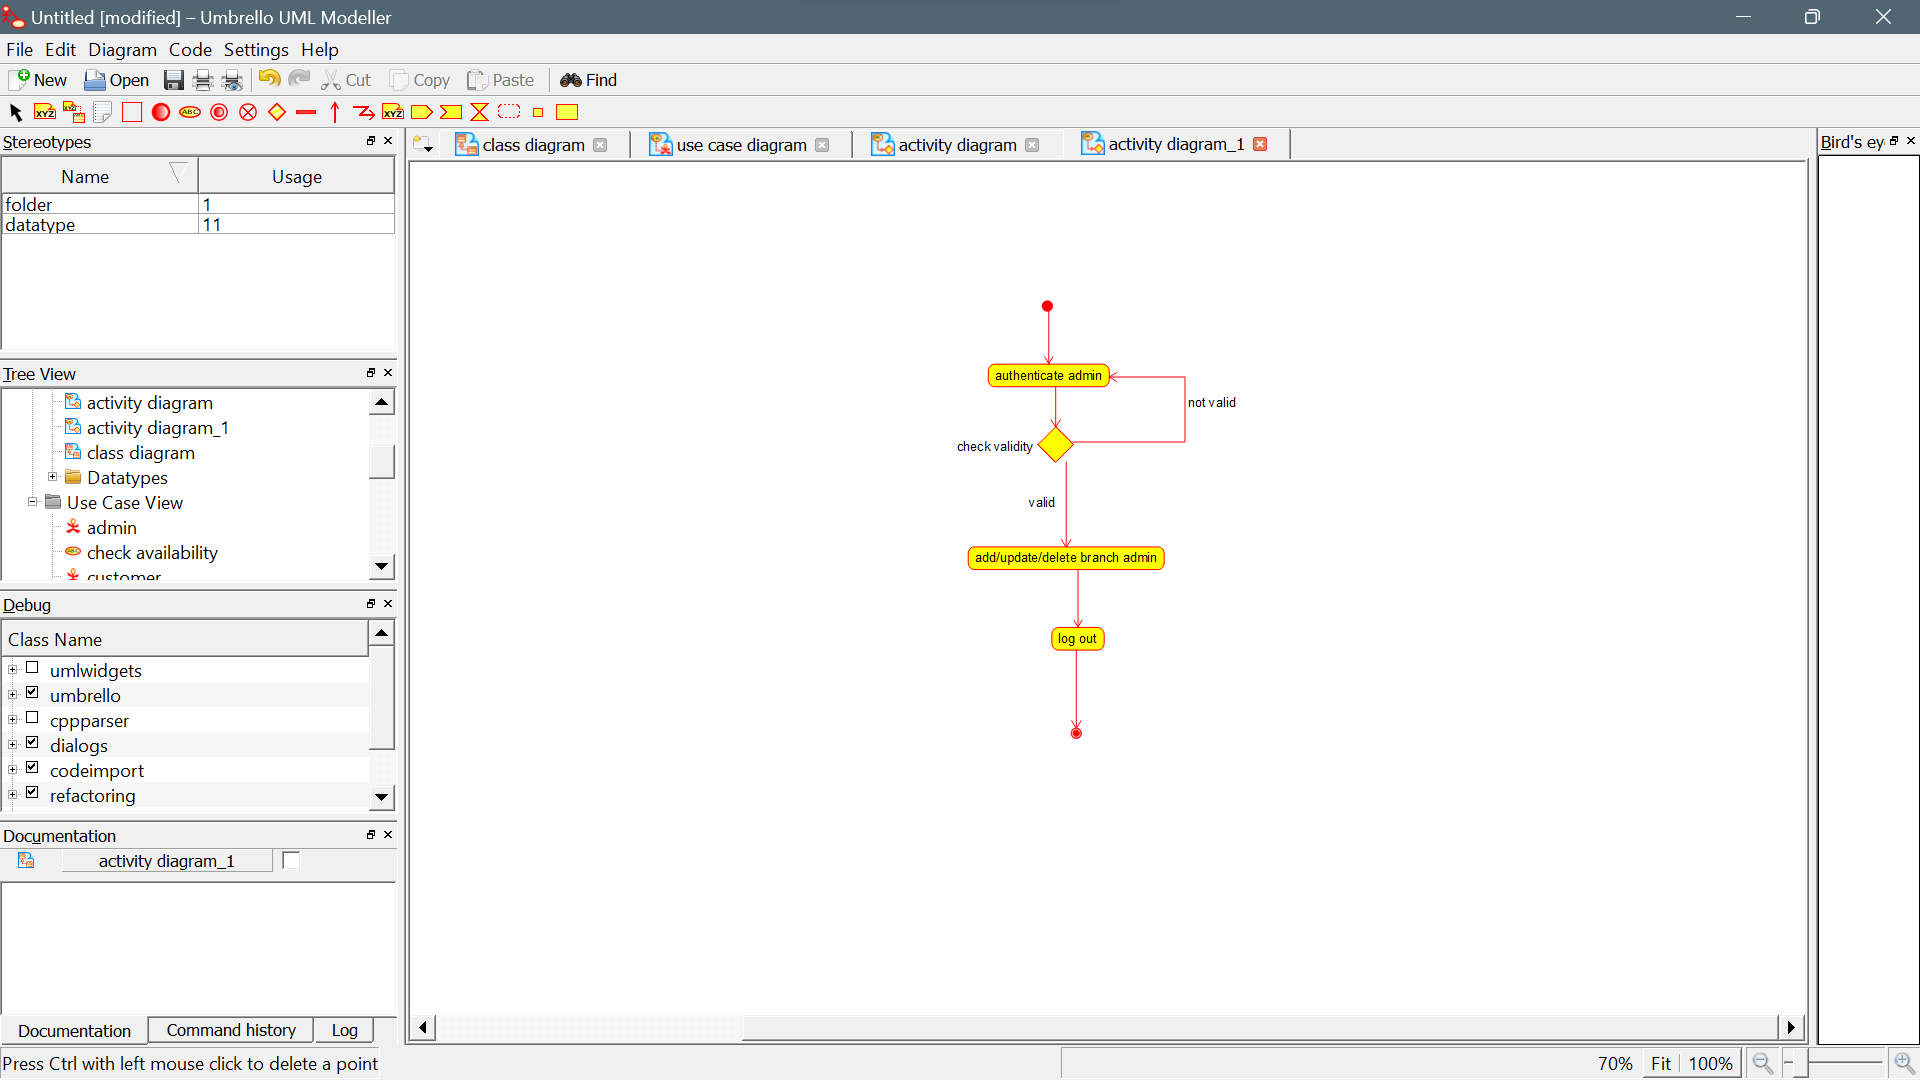 Untitled [modified] – Umbrello UML Modeller
File Edit Diagram Code Settings Help
New Open Cut Copy Paste Find
XYZ XYZ ABC XYZ
Stereotypes
Name Usage
folder 1
datatype 11
Tree View
activity diagram
activity diagram_1
class diagram
Datatypes
Use Case View
admin
check availability
customer
Debug
Class Name
umlwidgets
umbrello
cppparser
dialogs
codeimport
refactoring
Documentation
activity diagram_1
Documentation Command history Log
Press Ctrl with left mouse click to delete a point
class diagram use case diagram activity diagram activity diagram_1
authenticate admin
not valid
check validity
valid
add/update/delete branch admin
log out
Bird's ey
70% Fit 100%